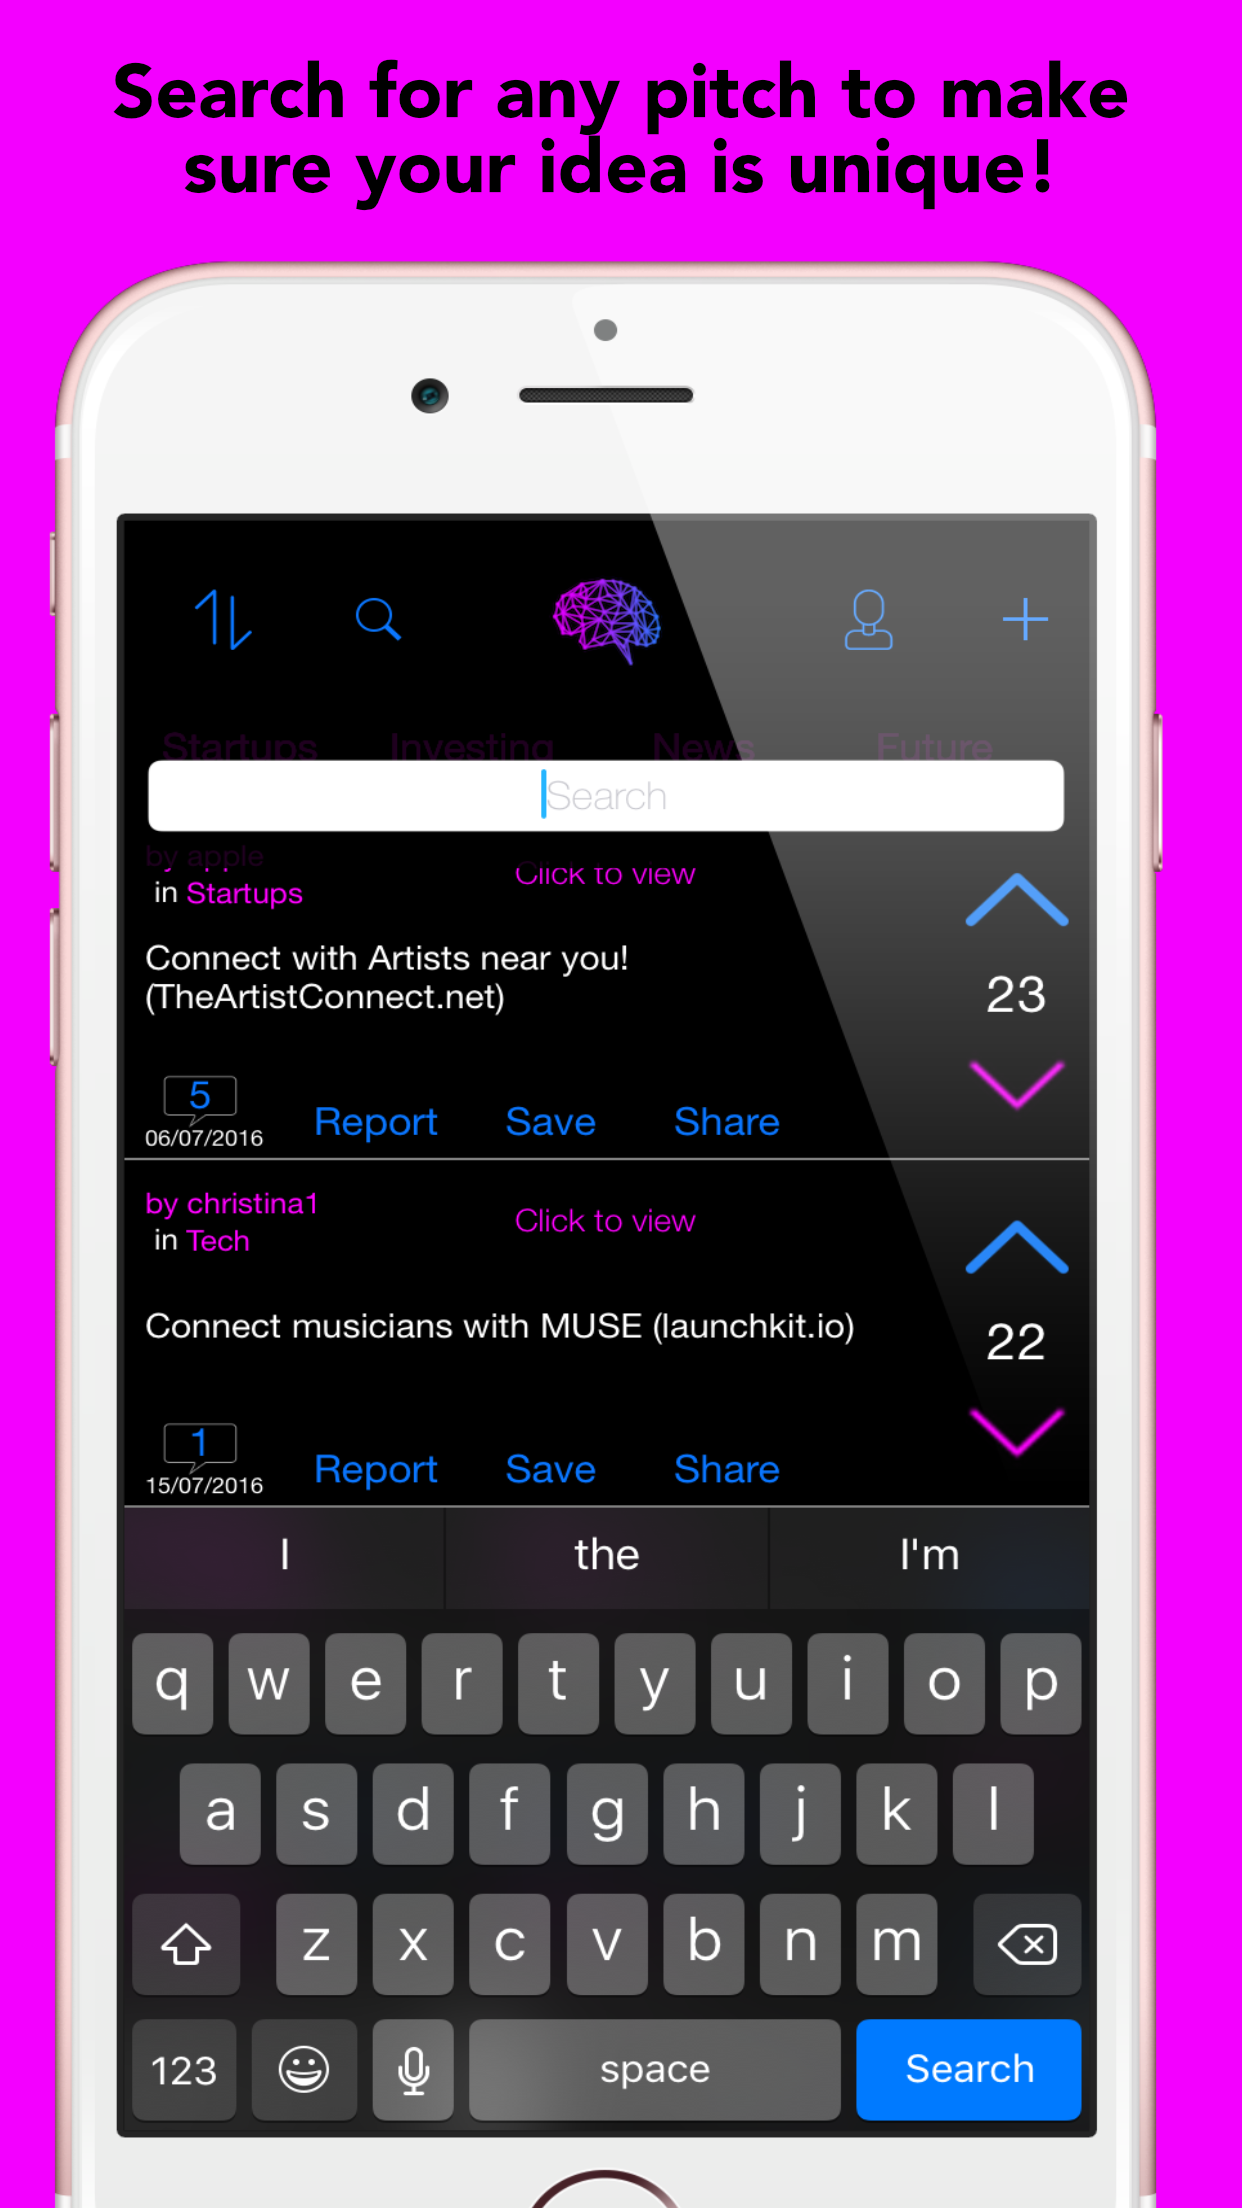 Search for any pitch to make
sure your idea is unique!
Startups Investing News Future
Search
by apple
Click to view
in Startups
Connect with Artists near you!
(TheArtistConnect.net)
23
5
06/07/2016
Report Save Share
by christina1
in Tech
Click to view
Connect musicians with MUSE (launchkit.io)
22
1
15/07/2016
Report Save Share
I the I'm
q w e r t y u i o p
a s d f g h j k l
z x c v b n m
123 space Search